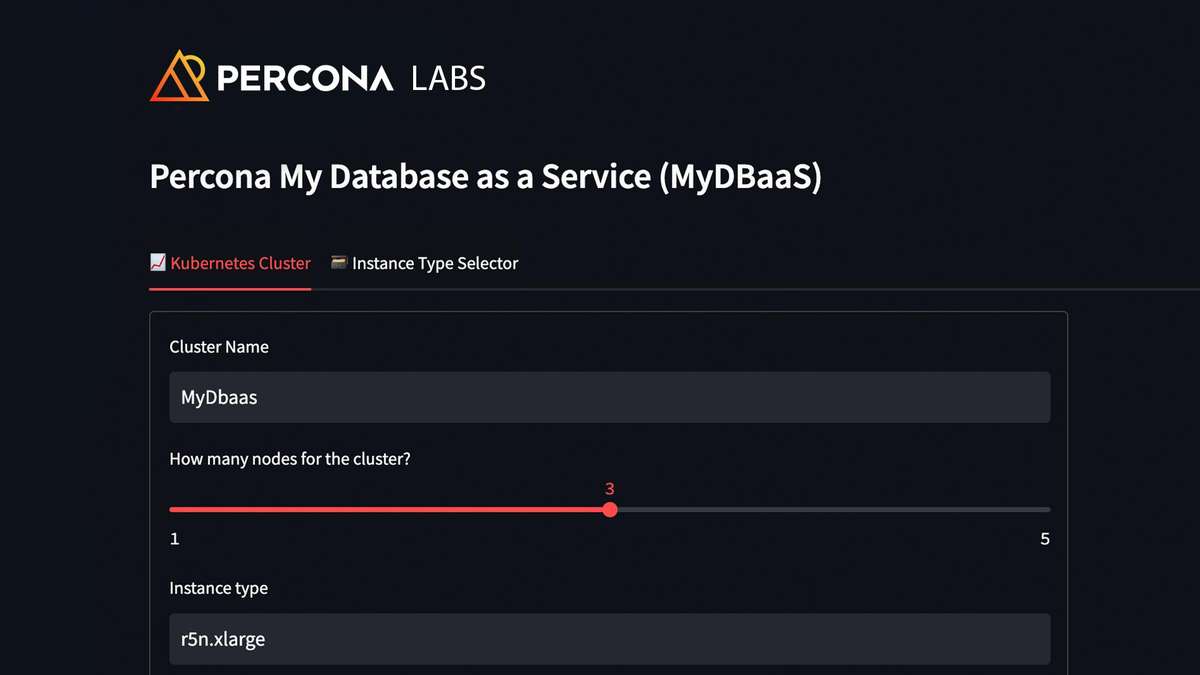 PERCONA LABS
Percona My Database as a Service (MyDBaaS)
Kubernetes Cluster Instance Type Selector
Cluster Name
MyDbaas
How many nodes for the cluster?
3
1 5
Instance type
r5n.xlarge